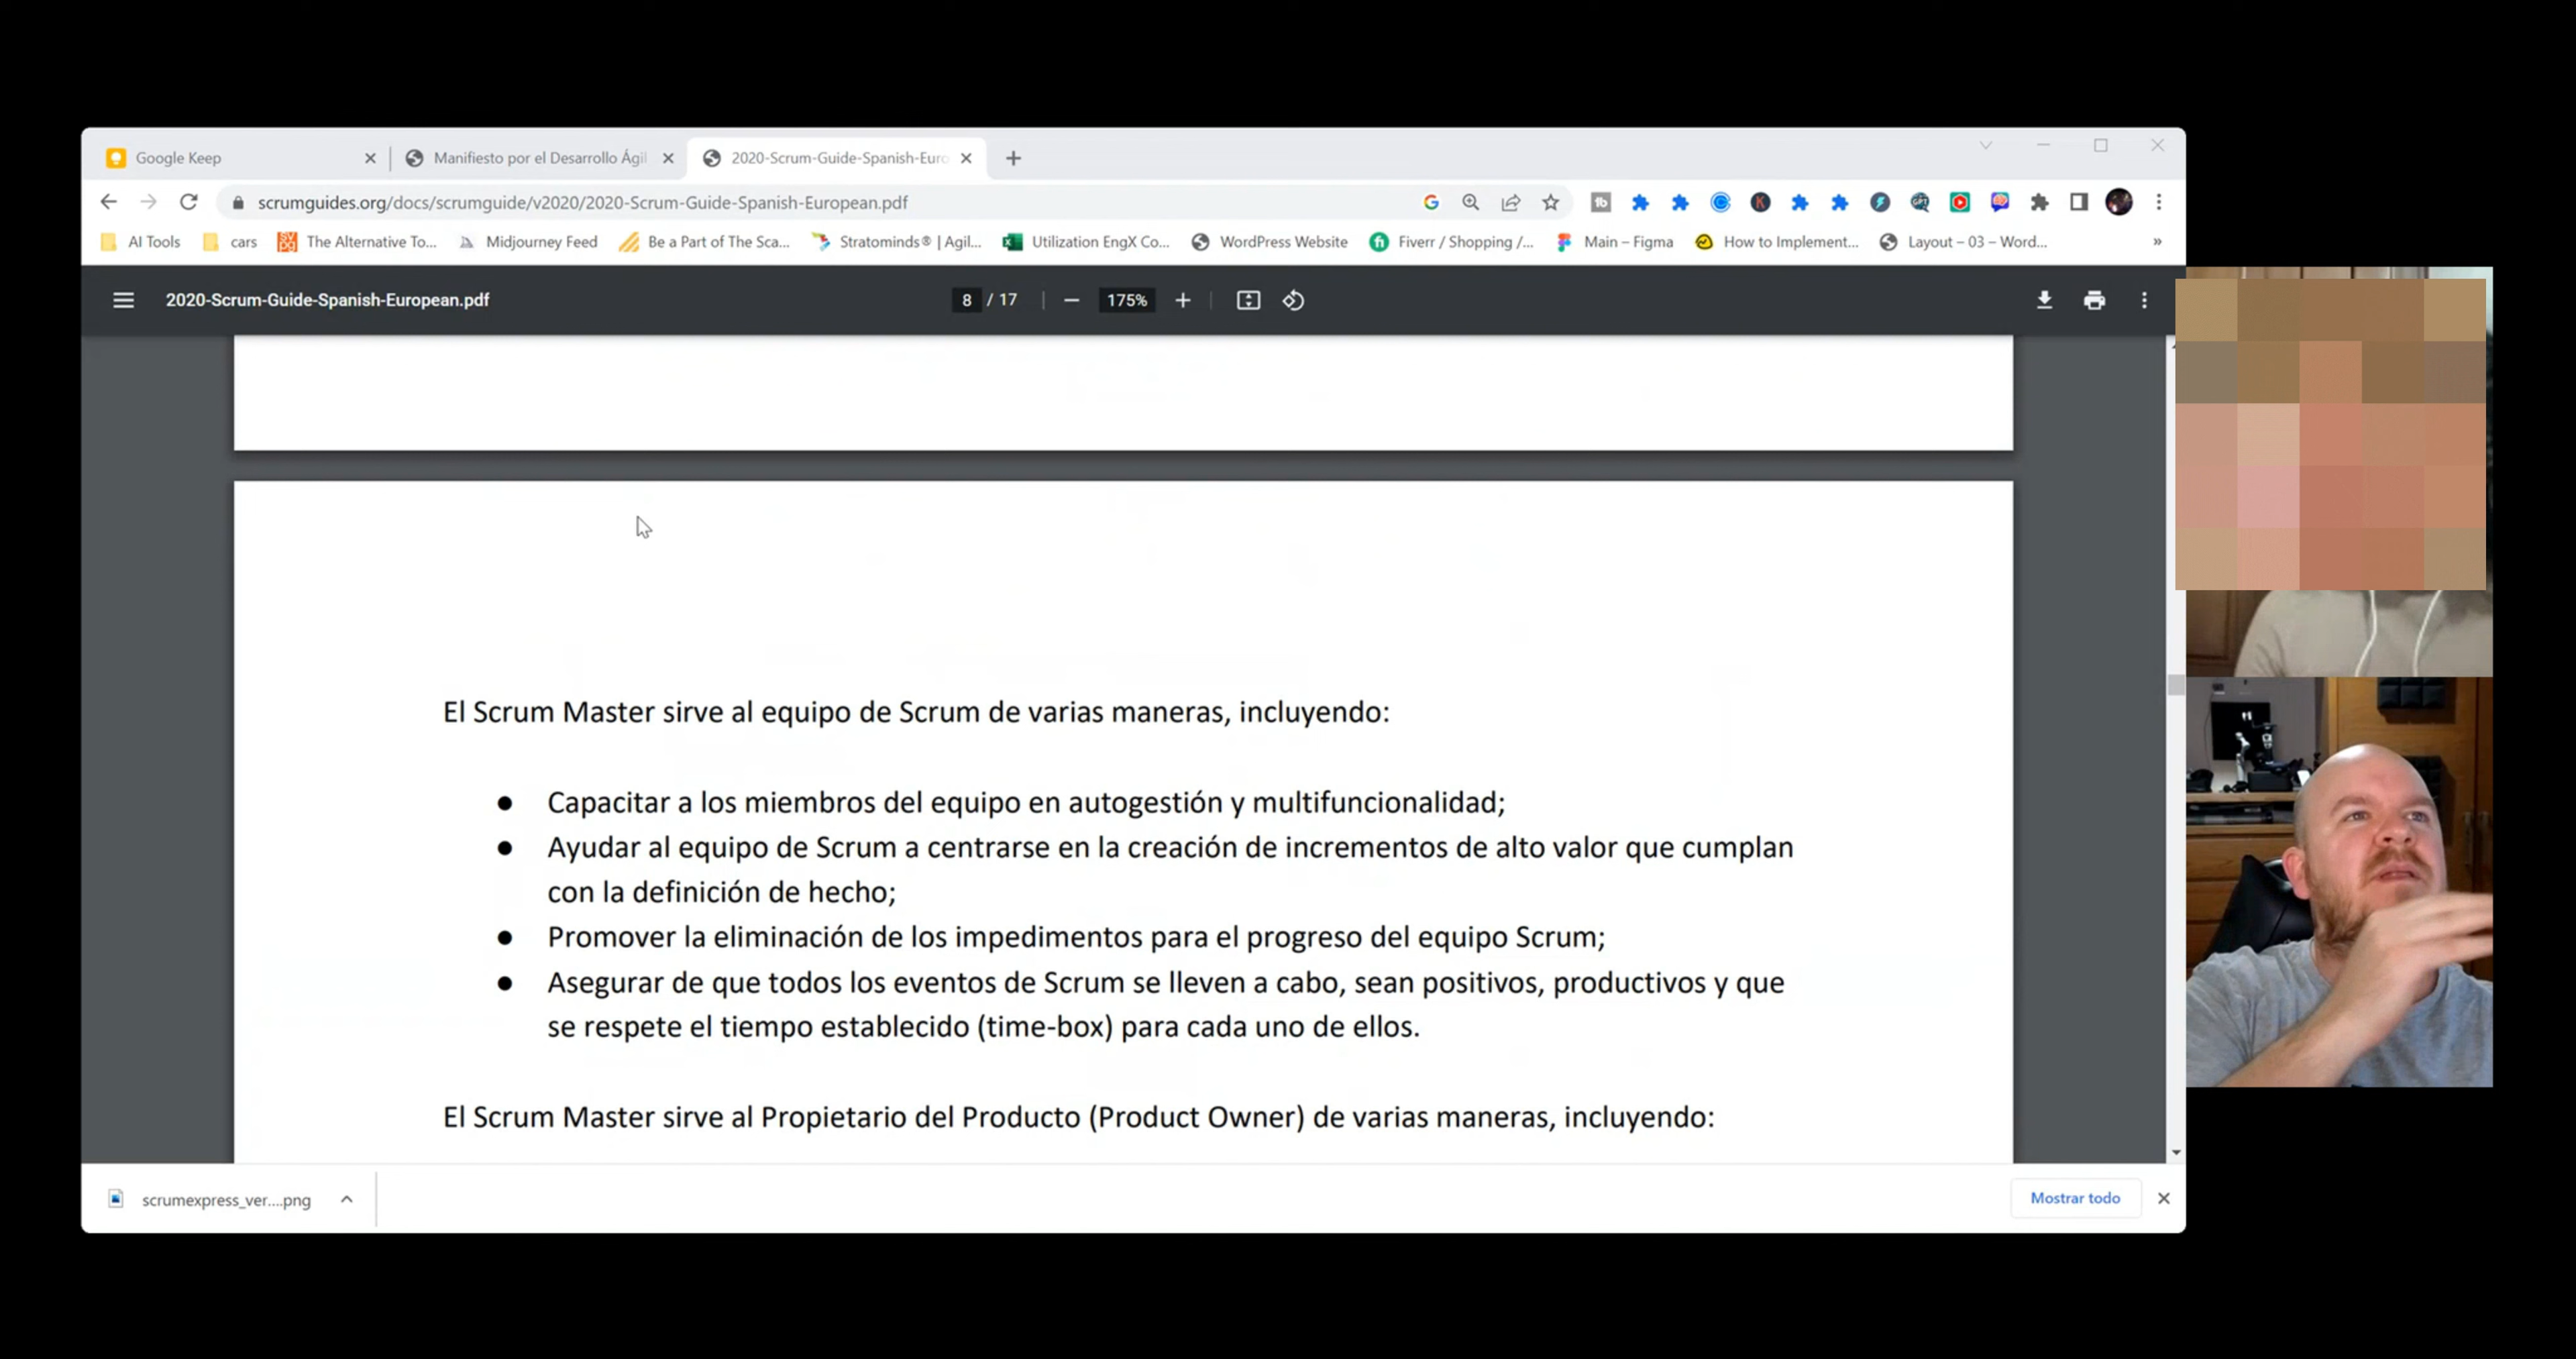 Google Keep
Manifiesto por el Desarrollo Ágil
2020-Scrum-Guide-Spanish-Euro
scrumguides.org/docs/scrumguide/v2020/2020-Scrum-Guide-Spanish-European.pdf
AI Tools
cars
The Alternative To...
Midjourney Feed
Be a Part of The Sca...
Stratominds® | Agil...
Utilization EngX Co...
WordPress Website
Fiverr / Shopping /...
Main – Figma
How to Implement...
Layout – 03 – Word...
»
2020-Scrum-Guide-Spanish-European.pdf
8 / 17
175%
El Scrum Master sirve al equipo de Scrum de varias maneras, incluyendo:
● Capacitar a los miembros del equipo en autogestión y multifuncionalidad;
● Ayudar al equipo de Scrum a centrarse en la creación de incrementos de alto valor que cumplan
con la definición de hecho;
● Promover la eliminación de los impedimentos para el progreso del equipo Scrum;
● Asegurar de que todos los eventos de Scrum se lleven a cabo, sean positivos, productivos y que
se respete el tiempo establecido (time-box) para cada uno de ellos.
El Scrum Master sirve al Propietario del Producto (Product Owner) de varias maneras, incluyendo:
scrumexpress_ver....png
Mostrar todo